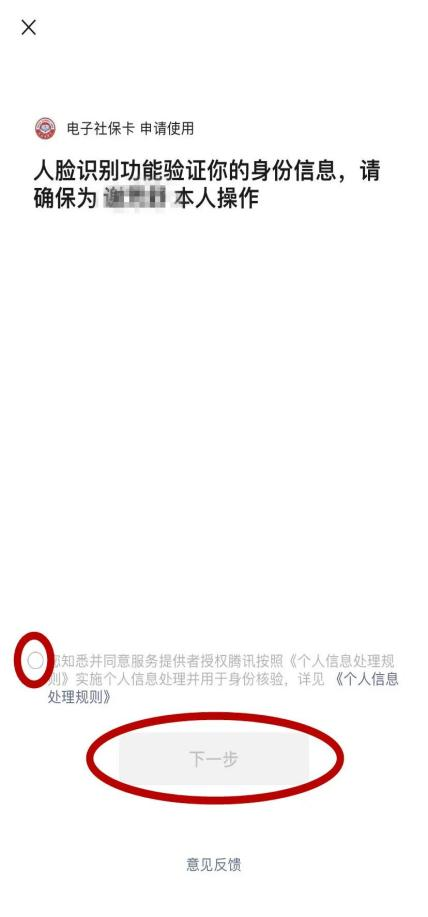 电子社保卡 申请使用
人脸识别功能验证你的身份信息，请
确保为 本人操作
您知悉并同意服务提供者授权腾讯按照《个人信息处理规
则》实施个人信息处理并用于身份核验，详见 《个人信息
处理规则》
下一步
意见反馈